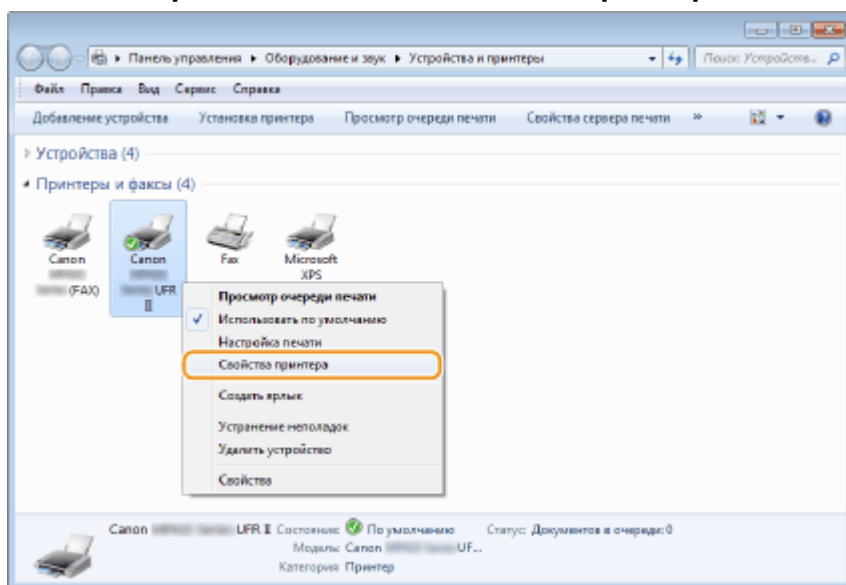 Панель управления ▸ Оборудование и звук ▸ Устройства и принтеры
Поиск: Устройств...
Файл Правка Вид Сервис Справка
Добавление устройства Установка принтера Просмотр очереди печати Свойства сервера печати »
Устройства (4)
Принтеры и факсы (4)
Canon
(FAX)
Canon
UFR
II
Fax
Microsoft
XPS
Просмотр очереди печати
Использовать по умолчанию
Настройка печати
Свойства принтера
Создать ярлык
Устранение неполадок
Удалить устройство
Свойства
Canon UFR II Состояние: По умолчанию Статус: Документов в очереди: 0
Модель: Canon UF...
Категория: Принтер